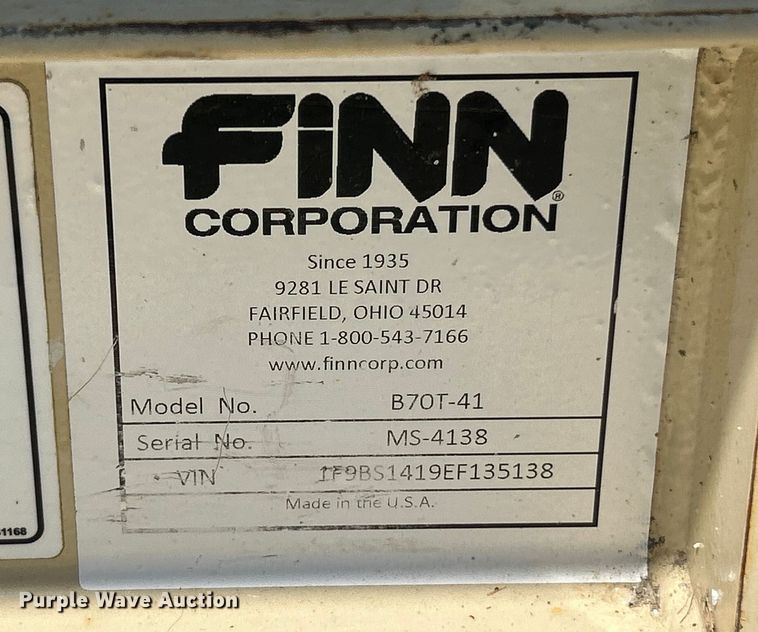 FINN®
CORPORATION
Since 1935
9281 LE SAINT DR
FAIRFIELD, OHIO 45014
PHONE 1-800-543-7166
www.finncorp.com
Model No. B70T-41
Serial No. MS-4138
VIN 1F9BS1419EF135138
Made in the U.S.A.
1168
Purple Wave Auction